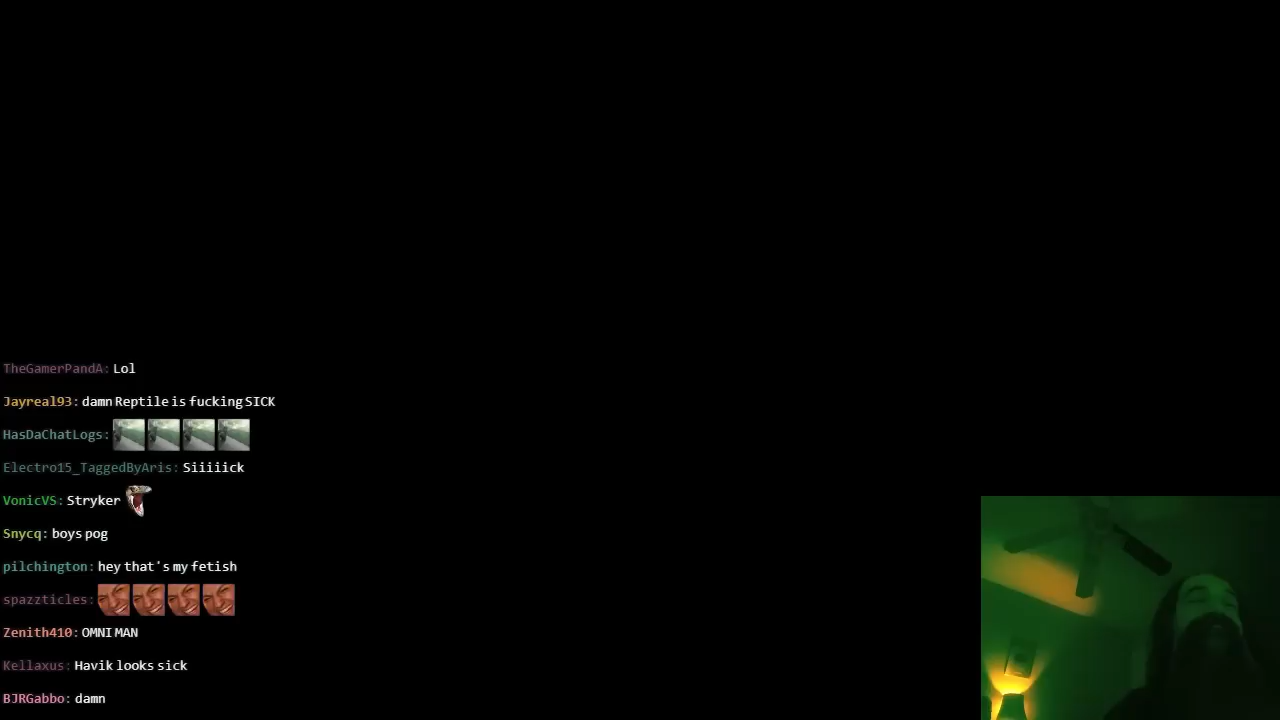 TheGamerPandA: Lol
Jayreal93: damn Reptile is fucking SICK
HasDaChatLogs:
Electro15_TaggedByAris: Siiiiick
VonicVS: Stryker
Snycq: boys pog
pilchington: hey that's my fetish
spazzticles:
Zenith410: OMNI MAN
Kellaxus: Havik looks sick
BJRGabbo: damn